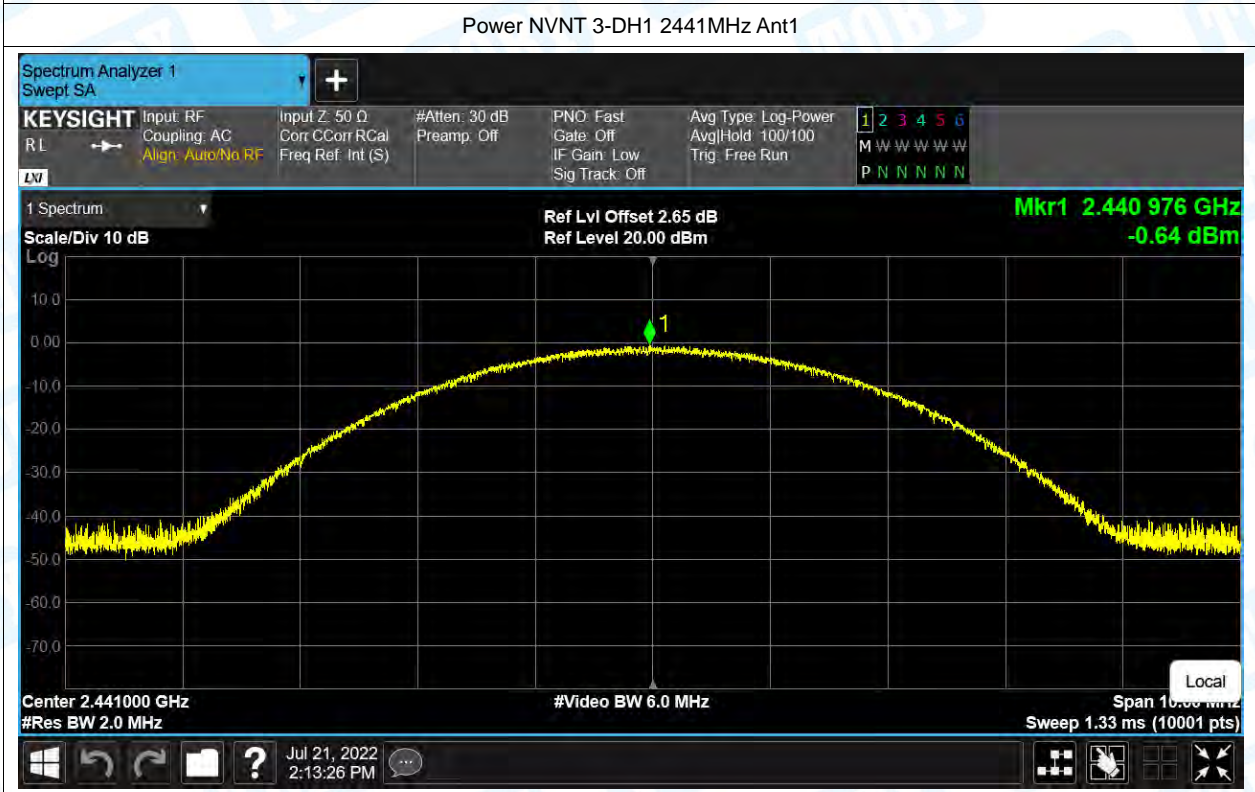 Power NVNT 3-DH1 2441MHz Ant1
Spectrum Analyzer 1
Swept SA
+
KEYSIGHT
RL
LXI
Input: RF
Coupling: AC
Align: Auto/No RF
Input Z: 50 Ω
Corr CCorr RCal
Freq Ref: Int (S)
#Atten: 30 dB
Preamp: Off
PNO: Fast
Gate: Off
IF Gain: Low
Sig Track: Off
Avg Type: Log-Power
Avg|Hold: 100/100
Trig: Free Run
1 2 3 4 5 6
M W W W W W W
P N N N N N N
1 Spectrum
Scale/Div 10 dB
Log
Ref Lvl Offset 2.65 dB
Ref Level 20.00 dBm
Mkr1 2.440 976 GHz
-0.64 dBm
10.0
0.00
-10.0
-20.0
-30.0
-40.0
-50.0
-60.0
-70.0
1
Local
Center 2.441000 GHz
#Res BW 2.0 MHz
#Video BW 6.0 MHz
Span 10.00 MHz
Sweep 1.33 ms (10001 pts)
?
Jul 21, 2022
2:13:26 PM